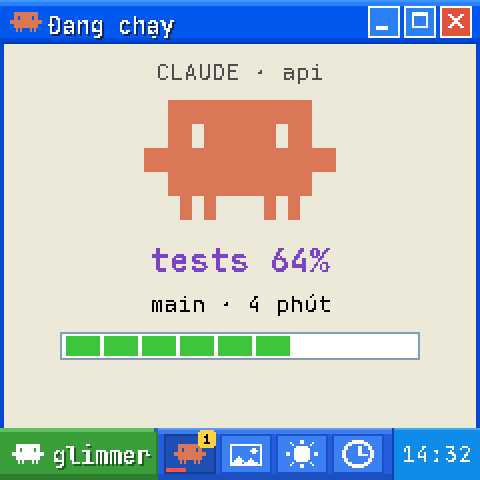 Đang chạy
CLAUDE · api
tests 64%
main · 4 phút
glimmer
1
14:32